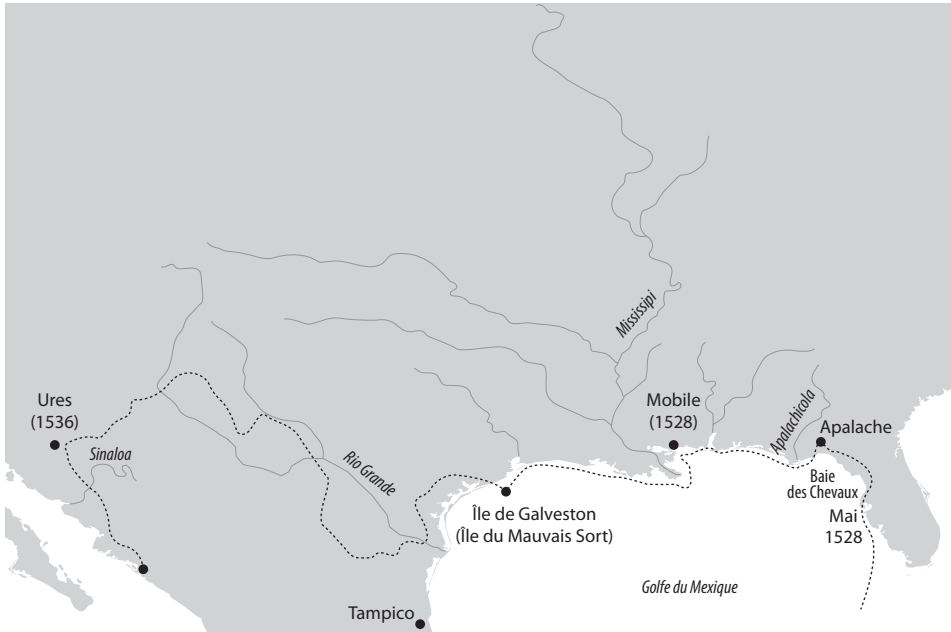 Mississipi
Ures
(1536)
Sinaloa
Rio Grande
Mobile
(1528)
Apalachicola
Apalache
Baie
des Chevaux
Mai
1528
Île de Galveston
(Île du Mauvais Sort)
Golfe du Mexique
Tampico